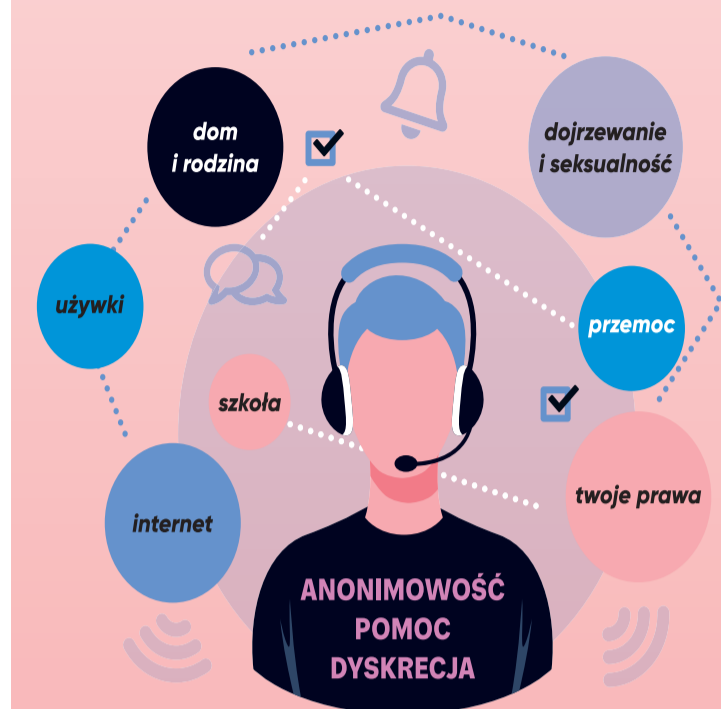 dom
i rodzina
dojrzewanie
i seksualność
używki
przemoc
szkoła
internet
twoje prawa
ANONIMOWOŚĆ
POMOC
DYSKRECJA